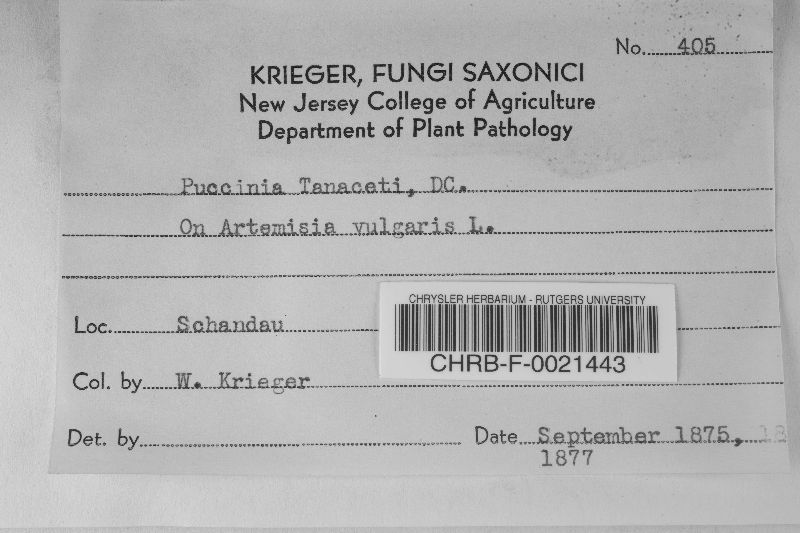 No. 405
KRIEGER, FUNGI SAXONICI
New Jersey College of Agriculture
Department of Plant Pathology
Puccinia Tanaceti, DC.
On Artemisia vulgaris L.
CHRYSLER HERBARIUM - RUTGERS UNIVERSITY
CHRB-F-0021443
Loc. Schandau
Col. by W. Krieger
Det. by
Date September 1875,
1877